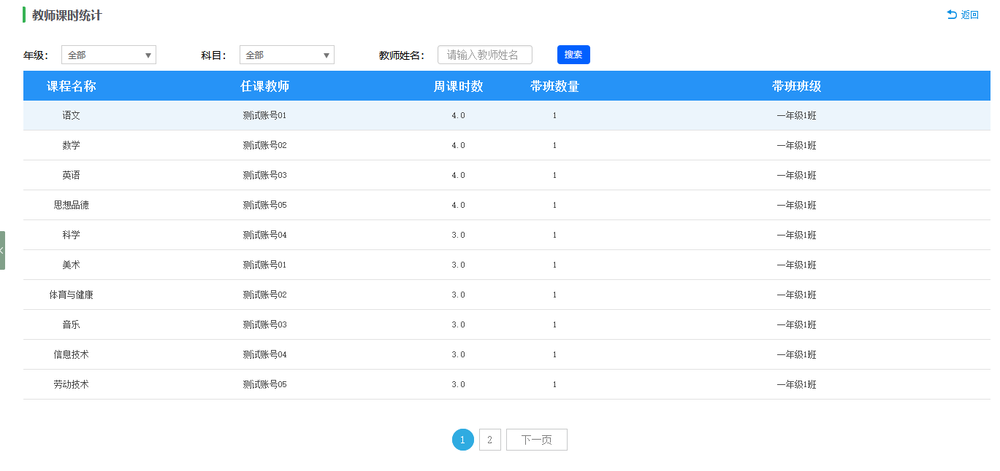 教师课时统计 返回
年级： 全部 ▼ 科目： 全部 ▼ 教师姓名： 请输入教师姓名 搜索
课程名称 任课教师 周课时数 带班数量 带班班级
语文 测试账号01 4.0 1 一年级1班
数学 测试账号02 4.0 1 一年级1班
英语 测试账号03 4.0 1 一年级1班
思想品德 测试账号05 4.0 1 一年级1班
科学 测试账号04 3.0 1 一年级1班
美术 测试账号01 3.0 1 一年级1班
体育与健康 测试账号02 3.0 1 一年级1班
音乐 测试账号03 3.0 1 一年级1班
信息技术 测试账号04 3.0 1 一年级1班
劳动技术 测试账号05 3.0 1 一年级1班
1 2 下一页